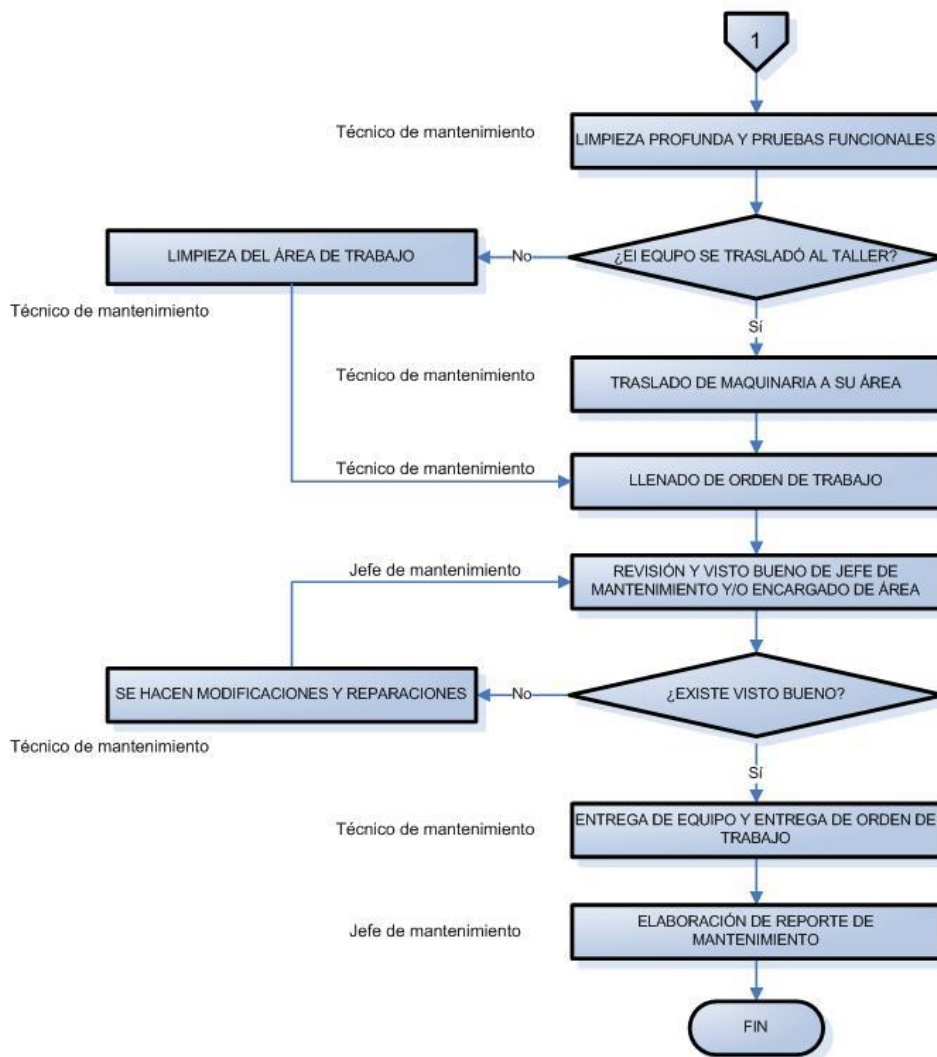 1
Técnico de mantenimiento
LIMPIEZA PROFUNDA Y PRUEBAS FUNCIONALES
LIMPIEZA DEL ÁREA DE TRABAJO
No
¿El EQUPO SE TRASLADÓ AL TALLER?
Técnico de mantenimiento
Sí
Técnico de mantenimiento
TRASLADO DE MAQUINARIA A SU ÁREA
Técnico de mantenimiento
LLENADO DE ORDEN DE TRABAJO
Jefe de mantenimiento
REVISIÓN Y VISTO BUENO DE JEFE DE
MANTENIMIENTO Y/O ENCARGADO DE ÁREA
SE HACEN MODIFICACIONES Y REPARACIONES
No
¿EXISTE VISTO BUENO?
Técnico de mantenimiento
Sí
Técnico de mantenimiento
ENTREGA DE EQUIPO Y ENTREGA DE ORDEN DE
TRABAJO
Jefe de mantenimiento
ELABORACIÓN DE REPORTE DE
MANTENIMIENTO
FIN